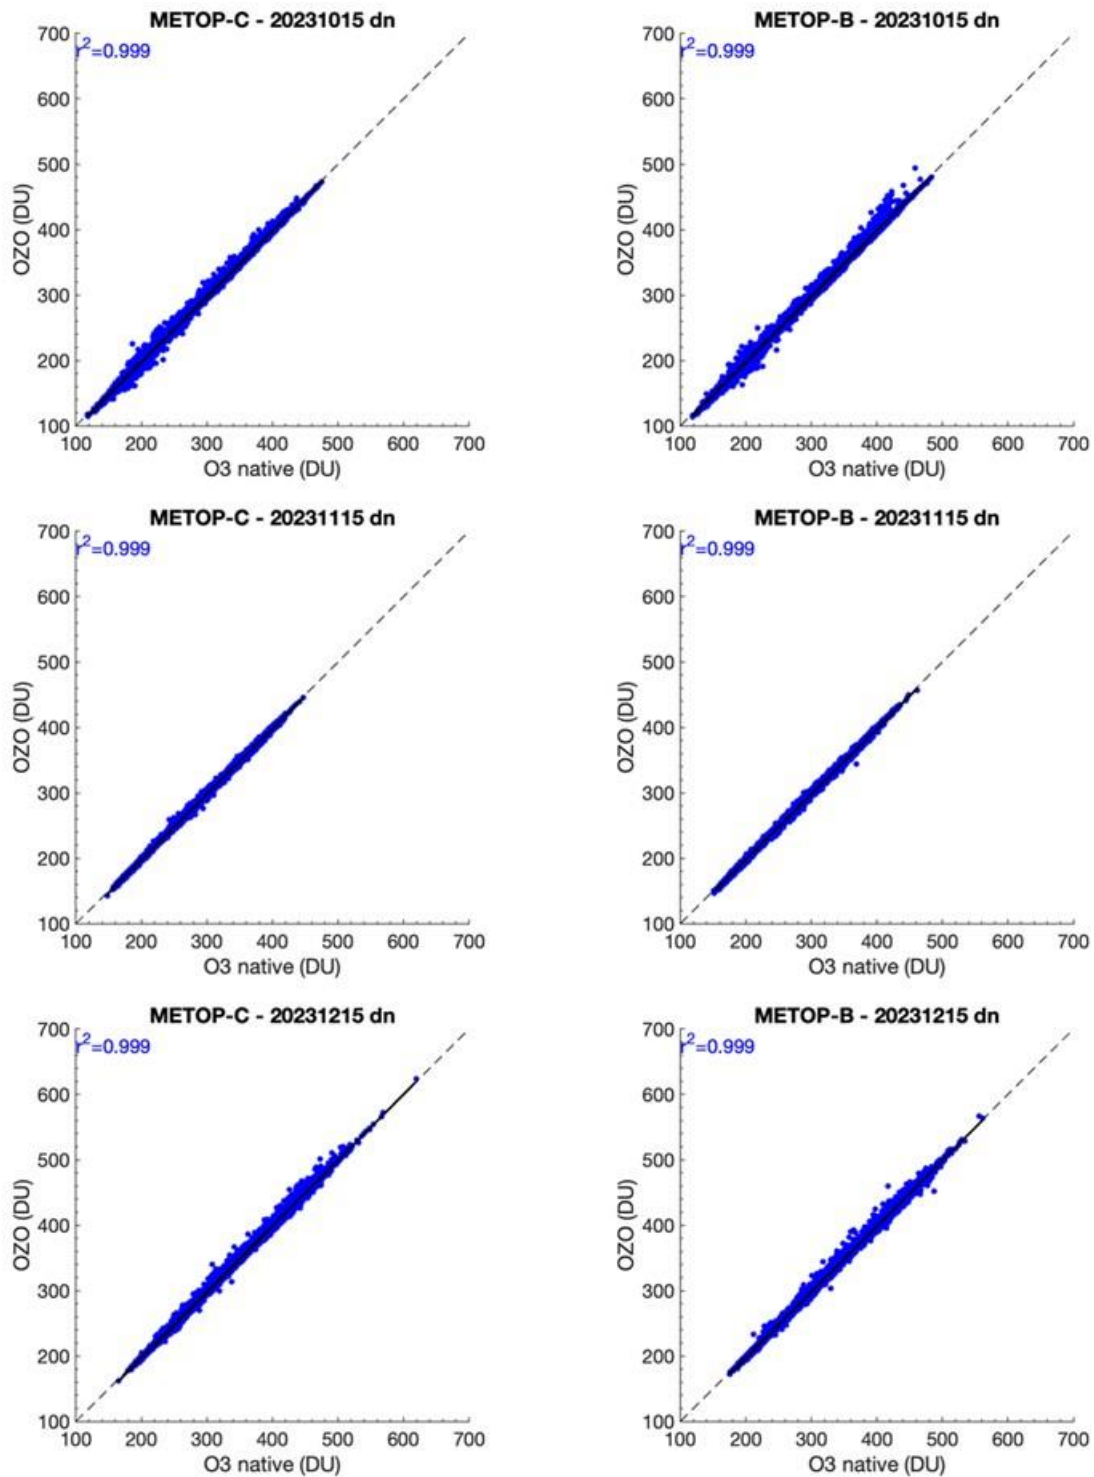 METOP-C - 20231015 dn
r²=0.999
700
600
500
400
300
200
100
OZO (DU)
100 200 300 400 500 600 700
O3 native (DU)
METOP-B - 20231015 dn
r²=0.999
700
600
500
400
300
200
100
OZO (DU)
100 200 300 400 500 600 700
O3 native (DU)
METOP-C - 20231115 dn
r²=0.999
700
600
500
400
300
200
100
OZO (DU)
100 200 300 400 500 600 700
O3 native (DU)
METOP-B - 20231115 dn
r²=0.999
700
600
500
400
300
200
100
OZO (DU)
100 200 300 400 500 600 700
O3 native (DU)
METOP-C - 20231215 dn
r²=0.999
700
600
500
400
300
200
100
OZO (DU)
100 200 300 400 500 600 700
O3 native (DU)
METOP-B - 20231215 dn
r²=0.999
700
600
500
400
300
200
100
OZO (DU)
100 200 300 400 500 600 700
O3 native (DU)